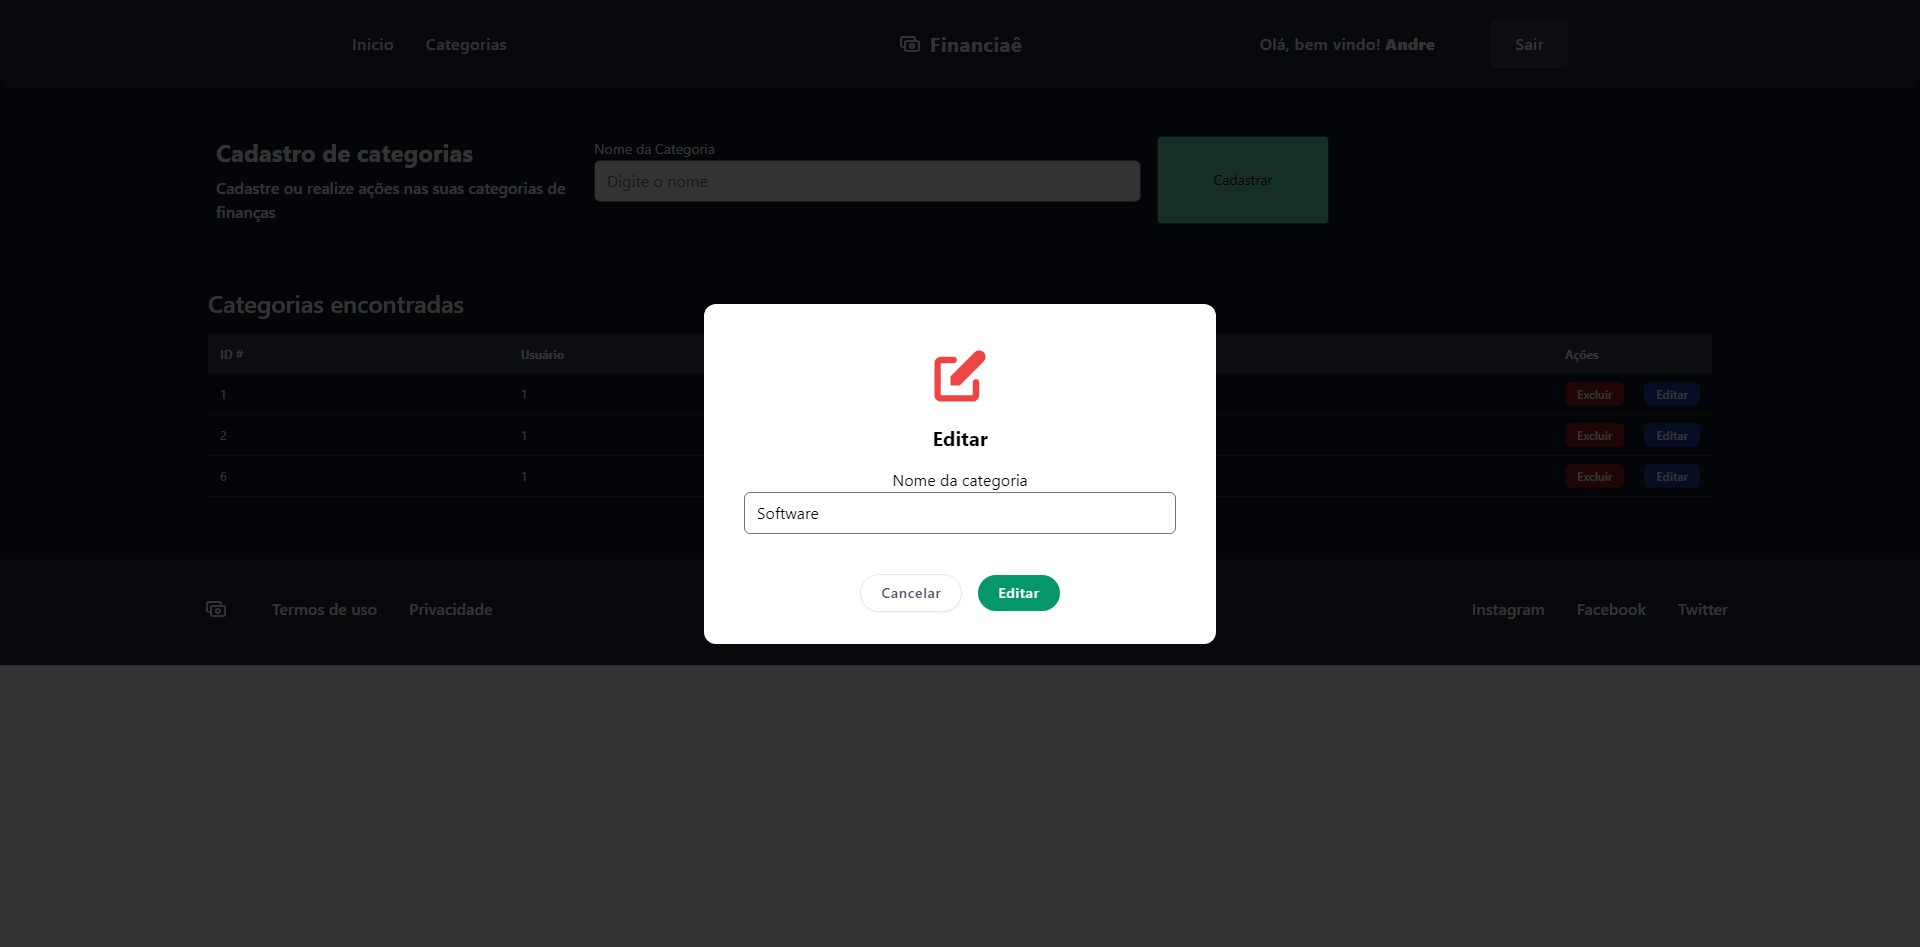 Inicio Categorias Financiaê Olá, bem vindo! Andre Sair
Cadastro de categorias
Cadastre ou realize ações nas suas categorias de
finanças
Nome da Categoria
Digite o nome
Cadastrar
Categorias encontradas
ID # Usuário Ações
1 1 Excluir Editar
2 1 Excluir Editar
6 1 Excluir Editar
Editar
Nome da categoria
Software
Cancelar Editar
Termos de uso Privacidade Instagram Facebook Twitter